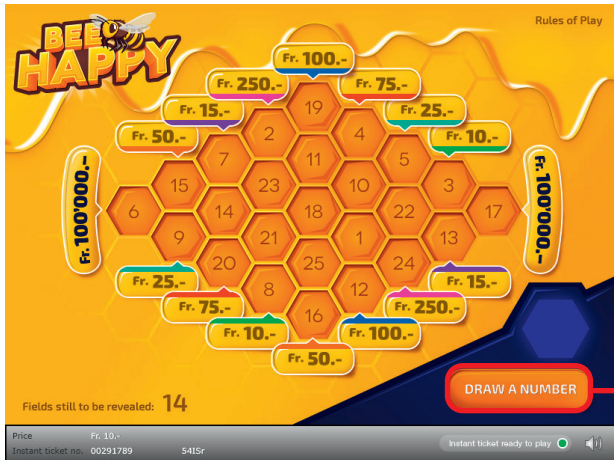 BEE
HAPPY
Rules of Play
Fr. 100.-
Fr. 250.-
Fr. 75.-
Fr. 15.-
Fr. 25.-
Fr. 50.-
Fr. 10.-
Fr. 100'000.-
Fr. 100'000.-
19
2
4
7
11
5
15
23
10
3
6
14
18
22
17
9
21
1
13
20
25
24
8
12
16
Fr. 25.-
Fr. 15.-
Fr. 75.-
Fr. 250.-
Fr. 10.-
Fr. 100.-
Fr. 50.-
DRAW A NUMBER
Fields still to be revealed: 14
Price Fr. 10.-
Instant ticket no. 00291789 54ISr
Instant ticket ready to play